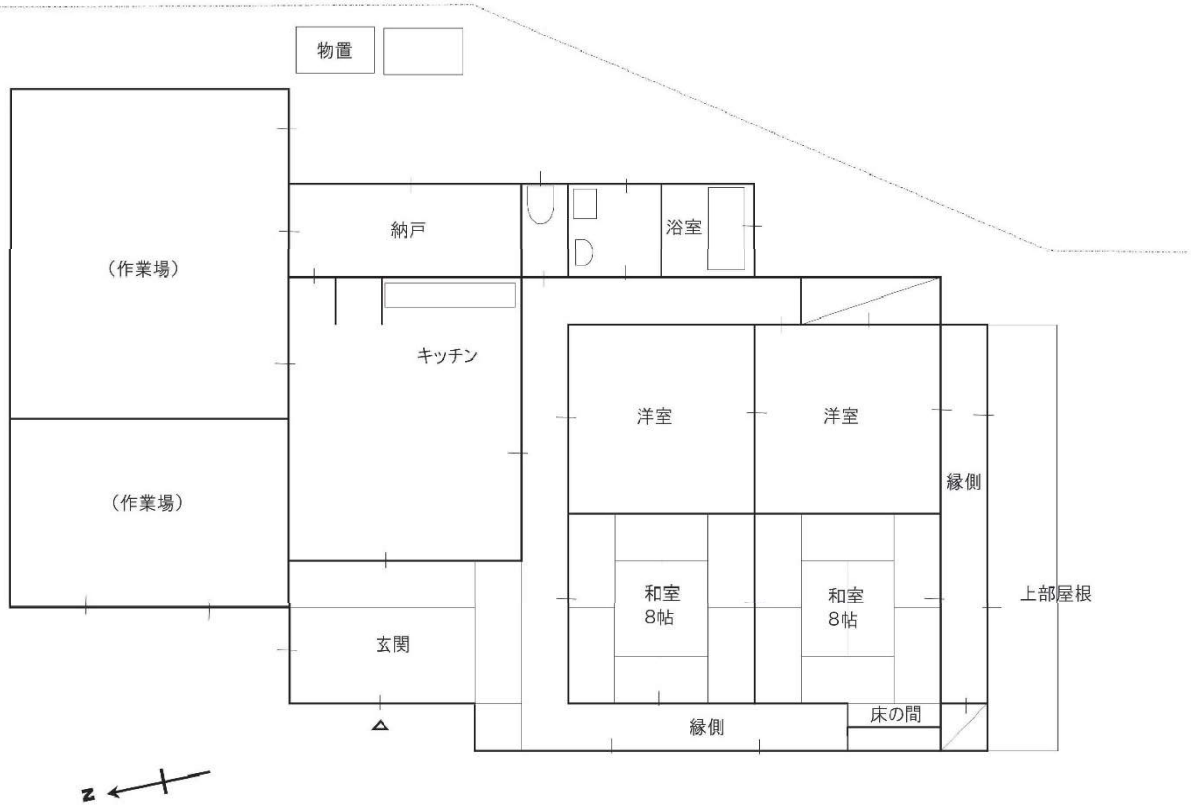 物置
納戸
浴室
(作業場)
キッチン
洋室
洋室
縁側
(作業場)
和室
8帖
和室
8帖
上部屋根
玄関
床の間
縁側
N